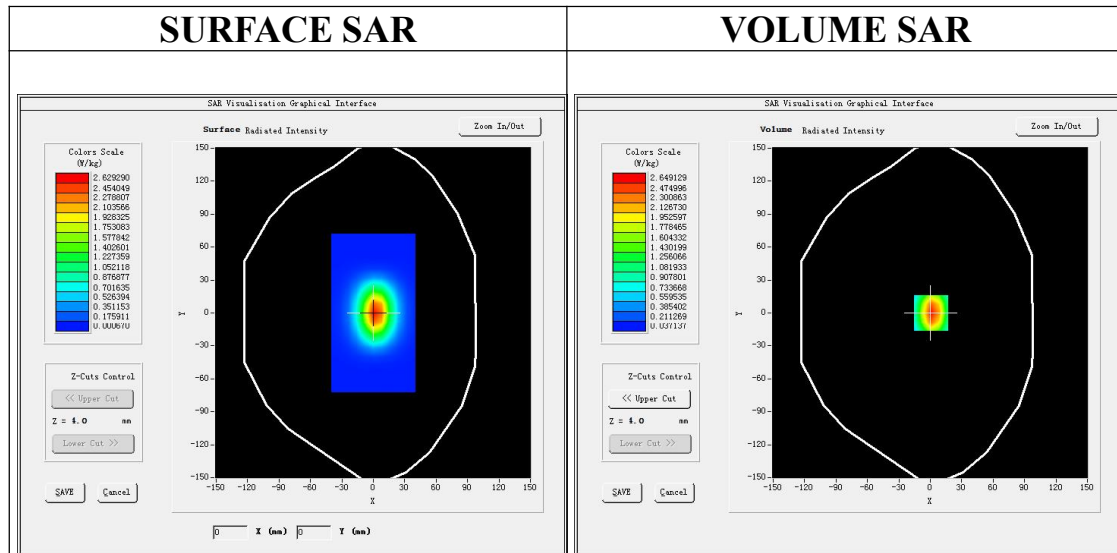 SURFACE SAR
VOLUME SAR
SAR Visualisation Graphical Interface
Surface Radiated Intensity
Zoom In/Out
Colors Scale
(W/kg)
2.629290
2.454049
2.278807
2.103566
1.928325
1.753083
1.577842
1.402601
1.227359
1.052118
0.876877
0.701635
0.526394
0.351153
0.175911
0.000670
150
120
90
60
30
0
-30
-60
-90
-120
-150
Y
-150 -120 -90 -60 -30 0 30 60 90 120 150
X
Z-Cuts Control
<< Upper Cut
Z = 4.0 mm
Lower Cut >>
SAVE Cancel
0 X (mm) 0 Y (mm)
SAR Visualisation Graphical Interface
Volume Radiated Intensity
Zoom In/Out
Colors Scale
(W/kg)
2.649129
2.474996
2.300863
2.126730
1.952597
1.778465
1.604332
1.430199
1.256066
1.081933
0.907801
0.733668
0.559535
0.385402
0.211269
0.037137
150
120
90
60
30
0
-30
-60
-90
-120
-150
Y
-150 -120 -90 -60 -30 0 30 60 90 120 150
X
Z-Cuts Control
<< Upper Cut
Z = 4.0 mm
Lower Cut >>
SAVE Cancel